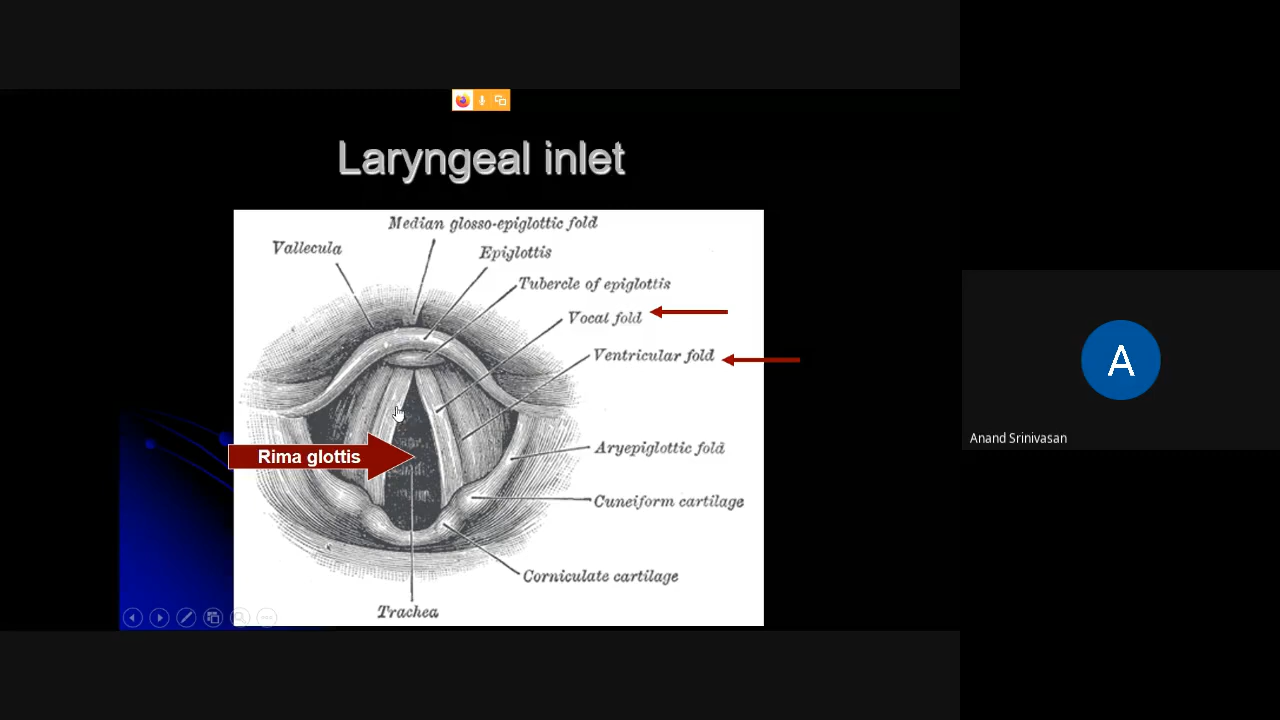 Laryngeal inlet
Median glosso-epiglottic fold
Vallecula
Epiglottis
Tubercle of epiglottis
Vocal fold
Ventricular fold
Aryepiglottic fold
Rima glottis
Cuneiform cartilage
Corniculate cartilage
Trachea
A
Anand Srinivasan